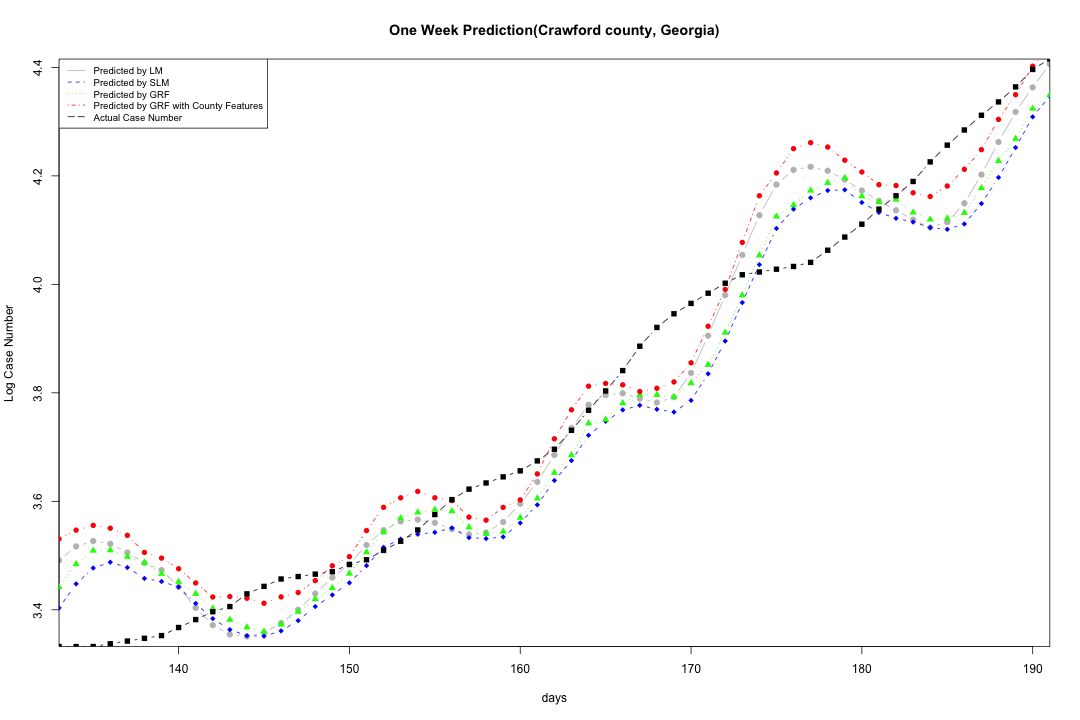 One Week Prediction(Crawford county, Georgia)
Predicted by LM
Predicted by SLM
Predicted by GRF
Predicted by GRF with County Features
Actual Case Number
Log Case Number
4.4
4.2
4.0
3.8
3.6
3.4
140 150 160 170 180 190
days